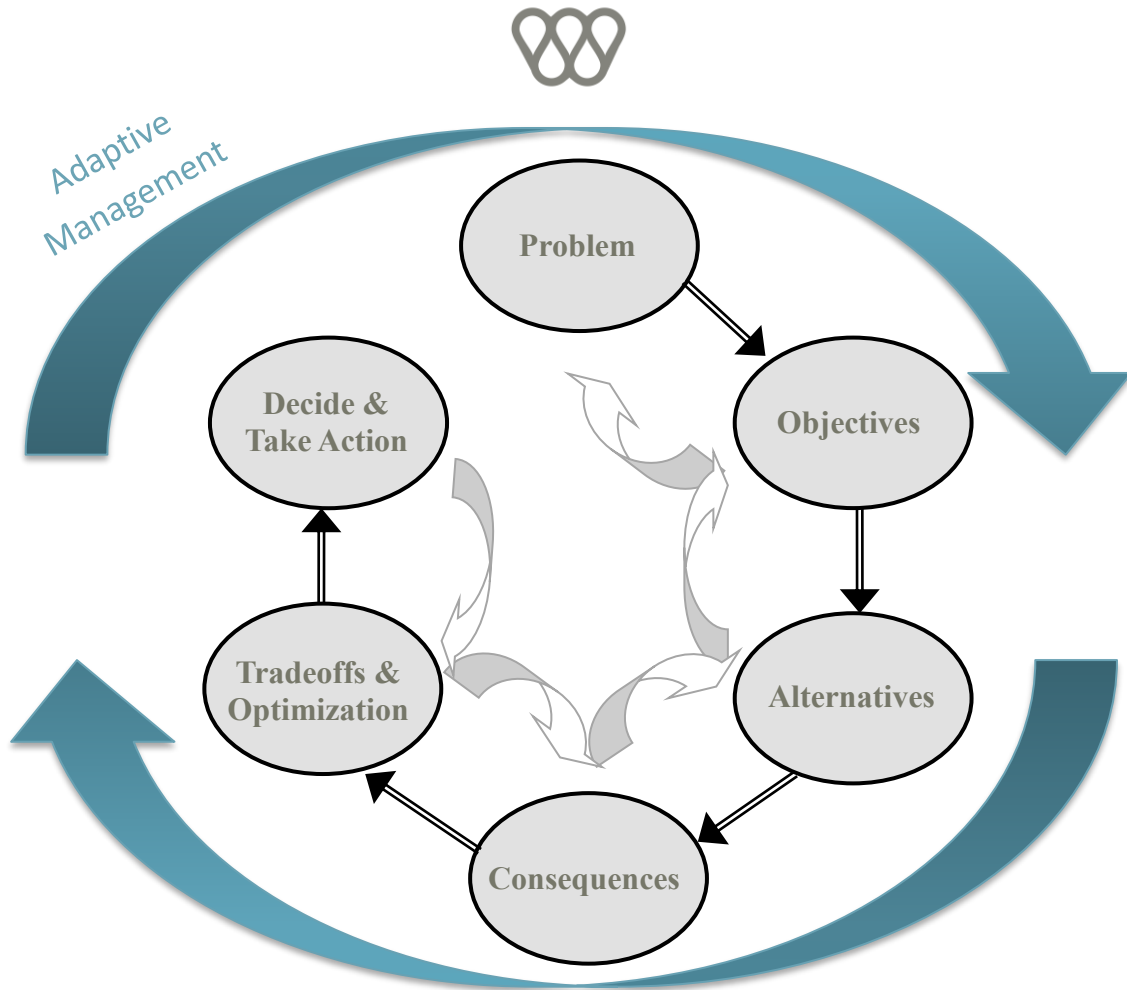 Adaptive
Management
Problem
Objectives
Alternatives
Consequences
Tradeoffs &
Optimization
Decide &
Take Action